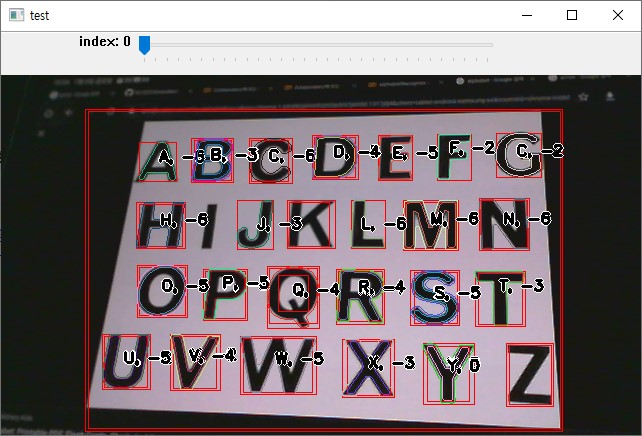 test
index: 0
A, -6 B, -3 C, -6 D, -4 E, -5 F, -2 C, -2
H, -6 I J, -3 K L, -6 M, -6 N, -6
O, -5 P, -5 Q, -4 R, -4 S, -5 T, -3
U, -5 V, -4 W, -5 X, -3 Y, 0 Z